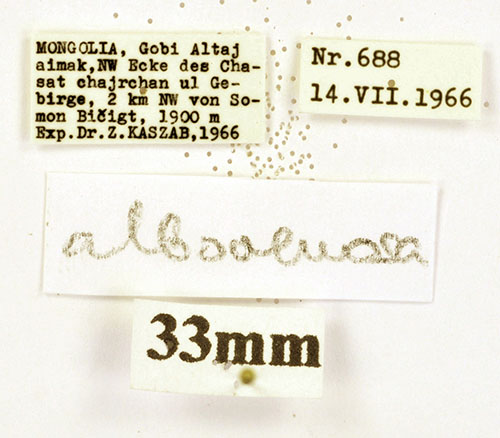 MONGOLIA, Gobi Altaj
aimak,NW Ecke des Cha-
sat chajrchan ul Ge-
birge, 2 km NW von So-
mon Bičigt, 1900 m
Exp.Dr.Z.KASZAB,1966
Nr.688
14.VII.1966
33mm